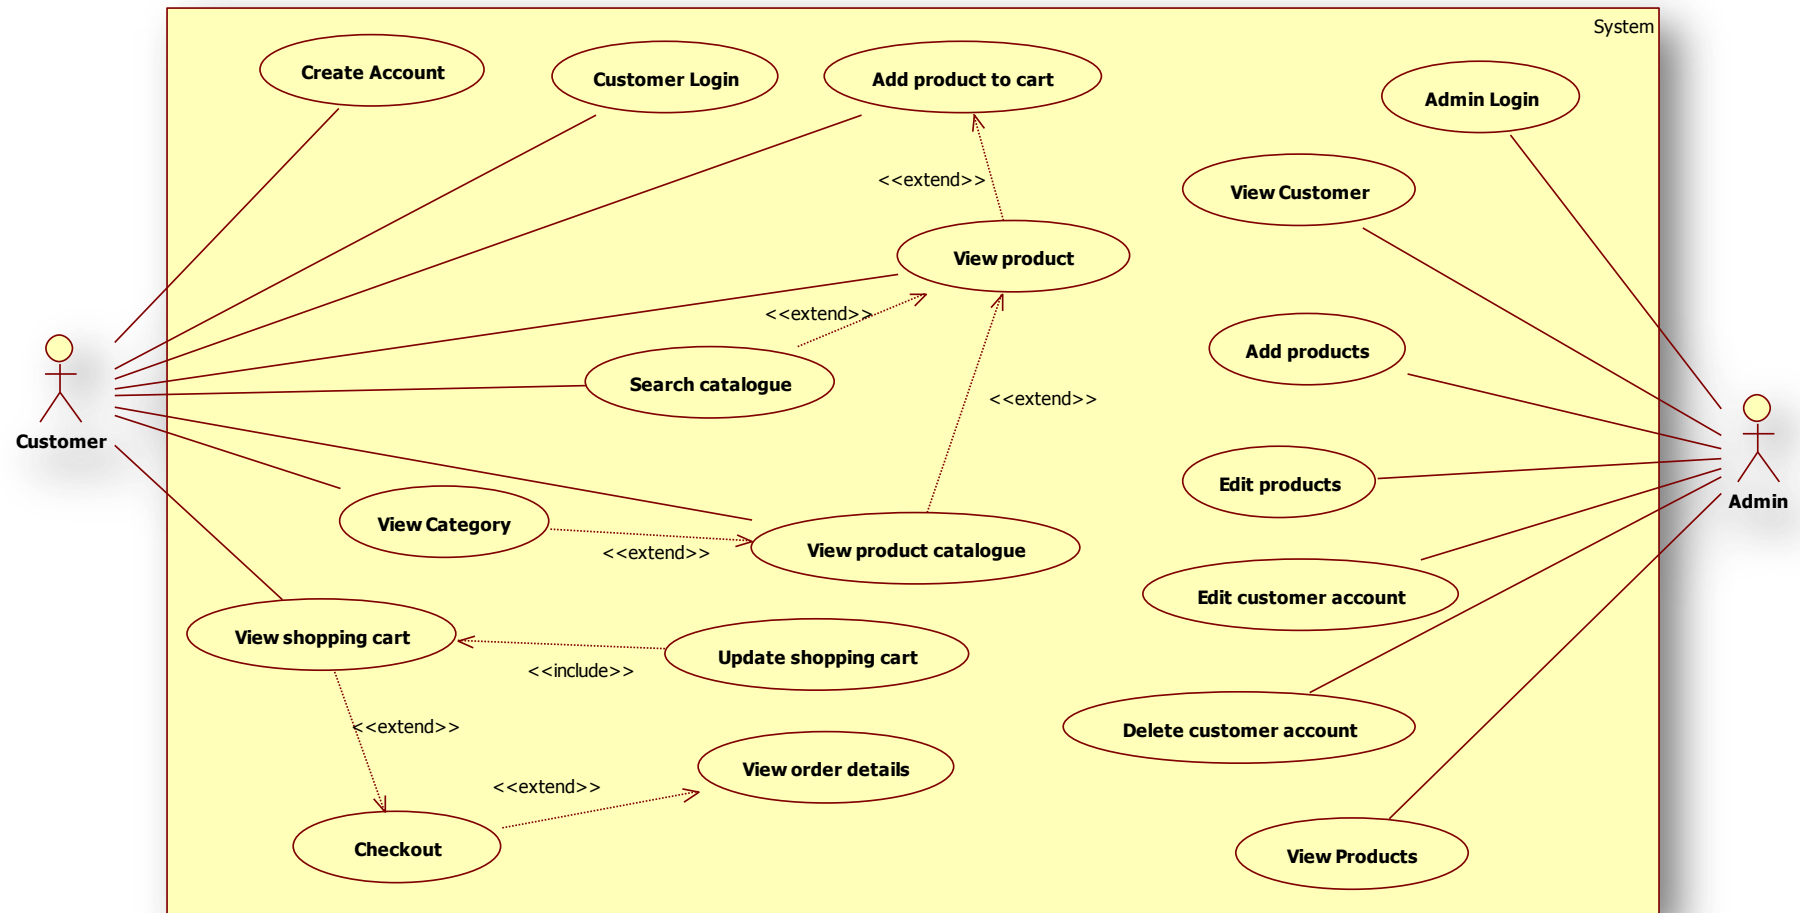 System
Create Account
Customer Login
Add product to cart
Admin Login
<<extend>>
View Customer
View product
<<extend>>
Add products
Search catalogue
<<extend>>
Customer
Edit products
Admin
View Category
<<extend>>
View product catalogue
Edit customer account
View shopping cart
<<include>>
Update shopping cart
<<extend>>
Delete customer account
View order details
<<extend>>
Checkout
View Products